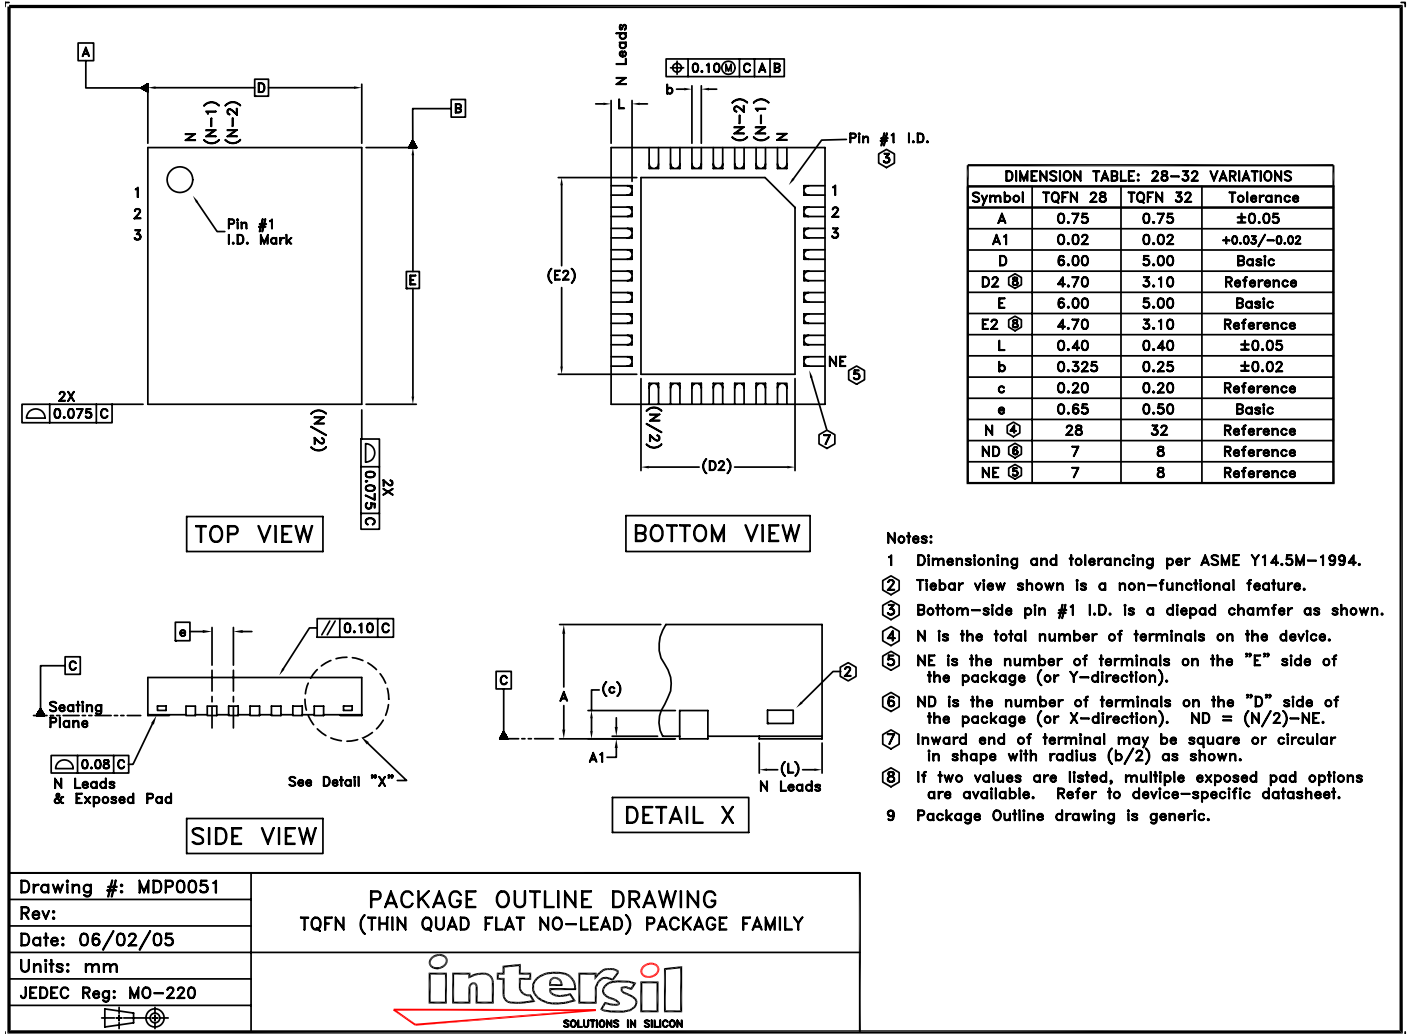 A
D
B
N
(N-1)
(N-2)
1
2
3
Pin #1
I.D. Mark
E
2X
0.075 C
(N/2)
0.075 C
2X
TOP VIEW
N Leads
L
0.10Ⓜ C A B
b
(N-2)
(N-1)
N
Pin #1 I.D.
3
1
2
3
(E2)
NE
5
7
(N/2)
(D2)
BOTTOM VIEW
DIMENSION TABLE: 28-32 VARIATIONS
Symbol TQFN 28 TQFN 32 Tolerance
A 0.75 0.75 ±0.05
A1 0.02 0.02 +0.03/-0.02
D 6.00 5.00 Basic
D2 8 4.70 3.10 Reference
E 6.00 5.00 Basic
E2 8 4.70 3.10 Reference
L 0.40 0.40 ±0.05
b 0.325 0.25 ±0.02
c 0.20 0.20 Reference
e 0.65 0.50 Basic
N 4 28 32 Reference
ND 6 7 8 Reference
NE 5 7 8 Reference
Notes:
1 Dimensioning and tolerancing per ASME Y14.5M-1994.
2 Tiebar view shown is a non-functional feature.
3 Bottom-side pin #1 I.D. is a diepad chamfer as shown.
4 N is the total number of terminals on the device.
5 NE is the number of terminals on the "E" side of
the package (or Y-direction).
6 ND is the number of terminals on the "D" side of
the package (or X-direction). ND = (N/2)-NE.
7 Inward end of terminal may be square or circular
in shape with radius (b/2) as shown.
8 If two values are listed, multiple exposed pad options
are available. Refer to device-specific datasheet.
9 Package Outline drawing is generic.
e
// 0.10 C
C
Seating
Plane
0.08 C
N Leads
& Exposed Pad
See Detail "X"
SIDE VIEW
C
A
(c)
2
A1
(L)
N Leads
DETAIL X
Drawing #: MDP0051
Rev:
Date: 06/02/05
Units: mm
JEDEC Reg: MO-220
PACKAGE OUTLINE DRAWING
TQFN (THIN QUAD FLAT NO-LEAD) PACKAGE FAMILY
intersil
SOLUTIONS IN SILICON